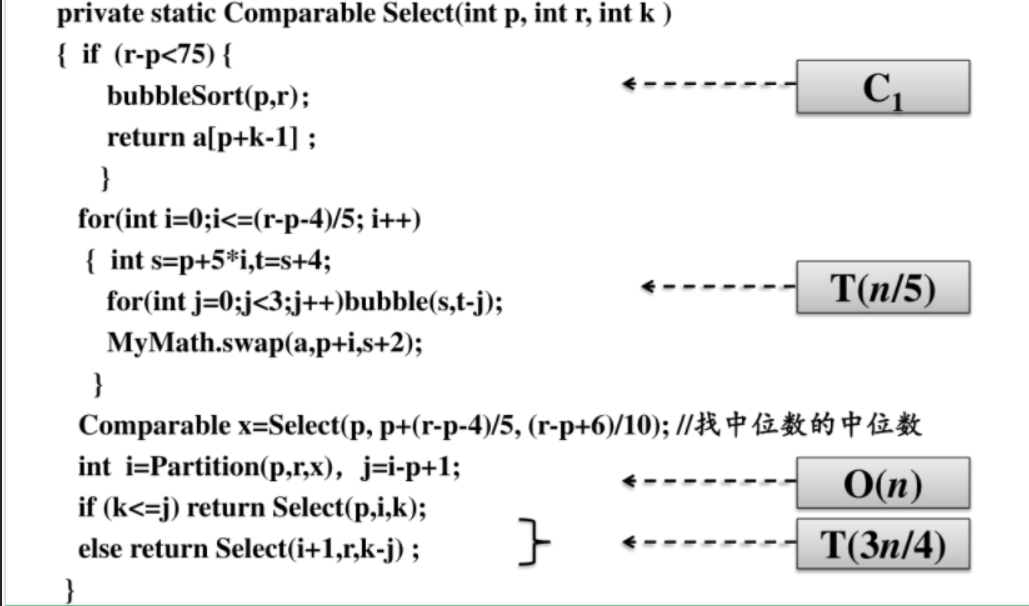 private static Comparable Select(int p, int r, int k )
{ if (r-p<75) {
bubbleSort(p,r);
return a[p+k-1] ;
}
C1
for(int i=0;i<=(r-p-4)/5; i++)
{ int s=p+5*i,t=s+4;
for(int j=0;j<3;j++)bubble(s,t-j);
MyMath.swap(a,p+i,s+2);
}
T(n/5)
Comparable x=Select(p, p+(r-p-4)/5, (r-p+6)/10); //找中位数的中位数
int i=Partition(p,r,x), j=i-p+1;
O(n)
if (k<=j) return Select(p,i,k);
else return Select(i+1,r,k-j) ;
T(3n/4)
}